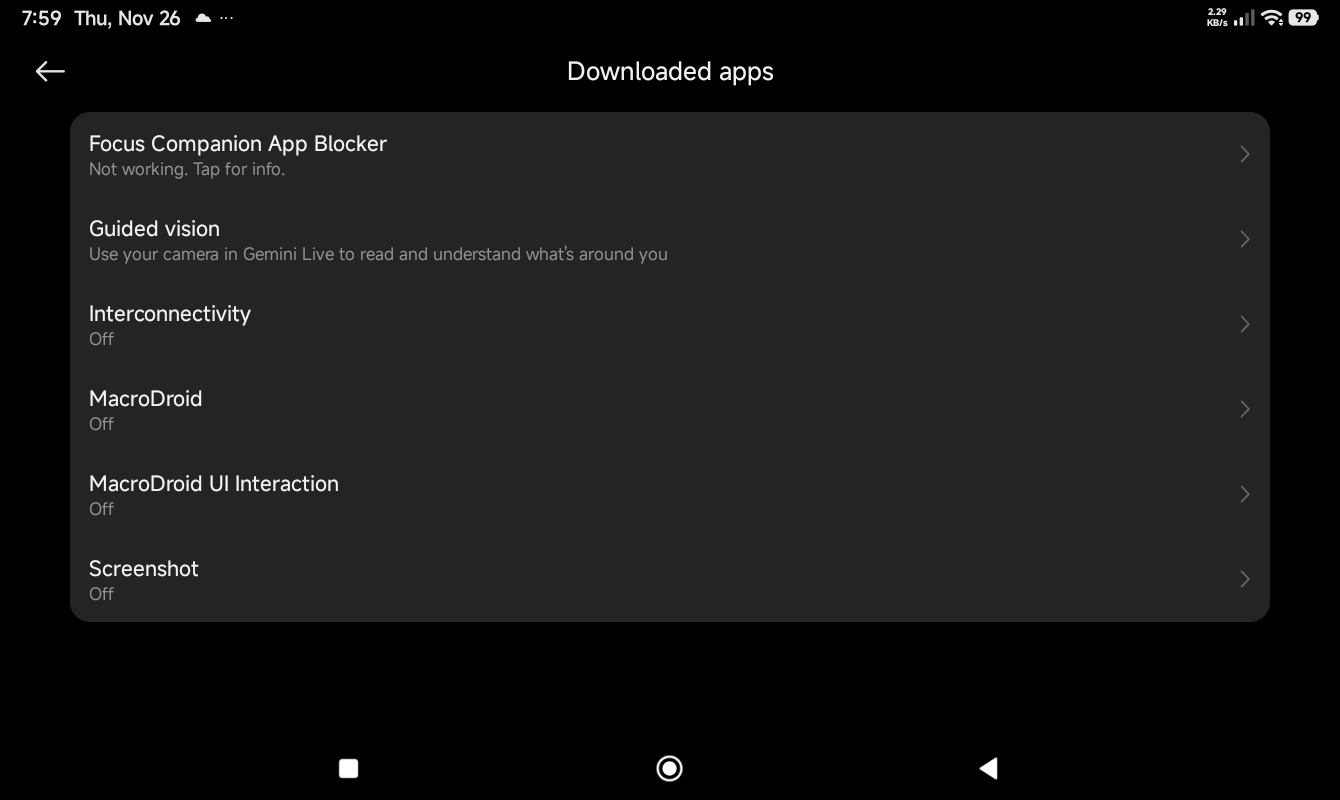 7:59 Thu, Nov 26 ...
2.29
KB/s
99
Downloaded apps
Focus Companion App Blocker
Not working. Tap for info.
Guided vision
Use your camera in Gemini Live to read and understand what's around you
Interconnectivity
Off
MacroDroid
Off
MacroDroid UI Interaction
Off
Screenshot
Off